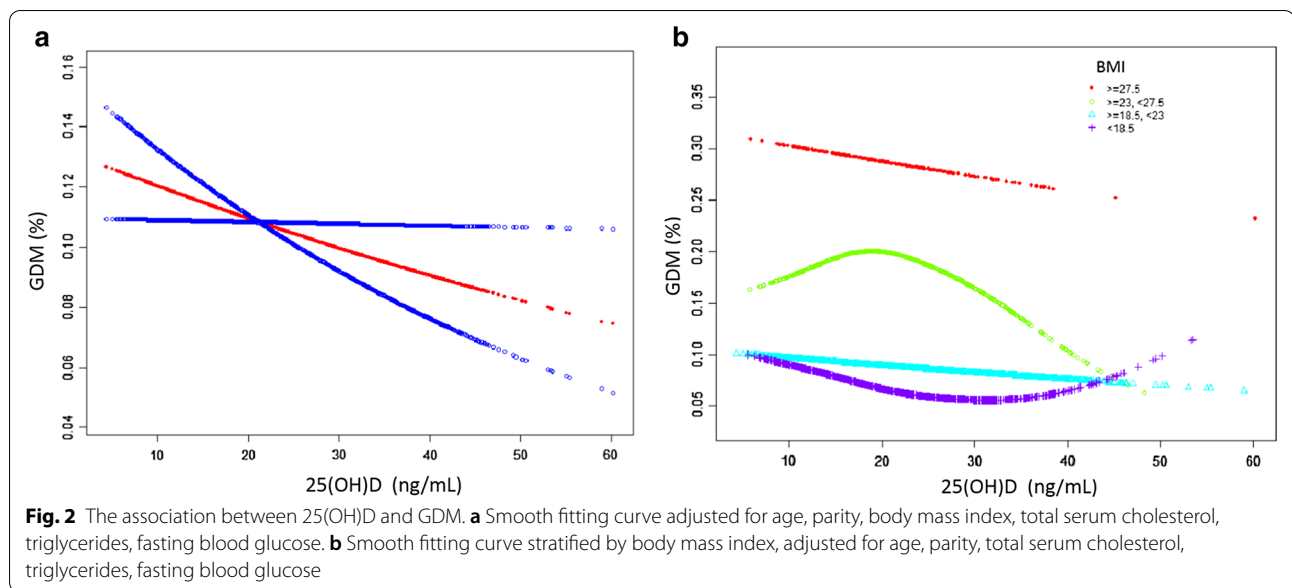 a
0.16
0.14
0.12
0.10
0.08
0.06
0.04
GDM (%)
10 20 30 40 50 60
25(OH)D (ng/mL)
b
BMI
>=27.5
>=23, <27.5
>=18.5, <23
<18.5
0.35
0.30
0.25
0.20
0.15
0.10
0.05
GDM (%)
10 20 30 40 50 60
25(OH)D (ng/mL)
Fig. 2 The association between 25(OH)D and GDM. a Smooth fitting curve adjusted for age, parity, body mass index, total serum cholesterol,
triglycerides, fasting blood glucose. b Smooth fitting curve stratified by body mass index, adjusted for age, parity, total serum cholesterol,
triglycerides, fasting blood glucose